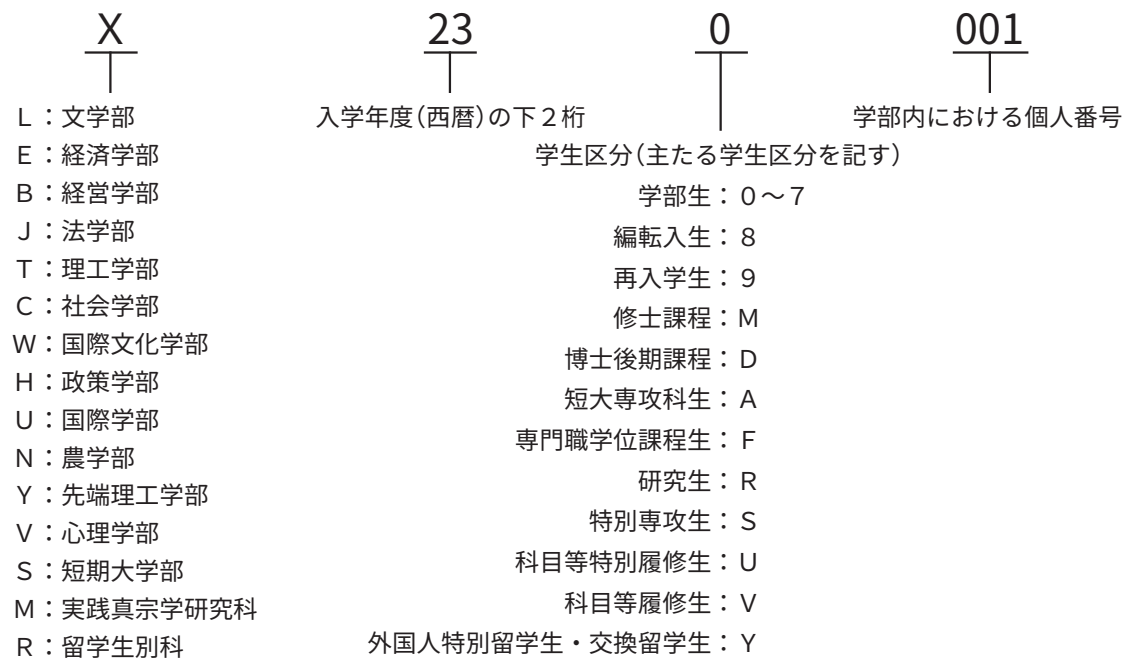 X
23
0
001
L：文学部
E：経済学部
B：経営学部
J：法学部
T：理工学部
C：社会学部
W：国際文化学部
H：政策学部
U：国際学部
N：農学部
Y：先端理工学部
V：心理学部
S：短期大学部
M：実践真宗学研究科
R：留学生別科
入学年度（西暦）の下２桁
学生区分（主たる学生区分を記す）
学部生：０～７
編転入生：８
再入学生：９
修士課程：M
博士後期課程：D
短大専攻科生：A
専門職学位課程生：F
研究生：R
特別専攻生：S
科目等特別履修生：U
科目等履修生：V
外国人特別留学生・交換留学生：Y
学部内における個人番号